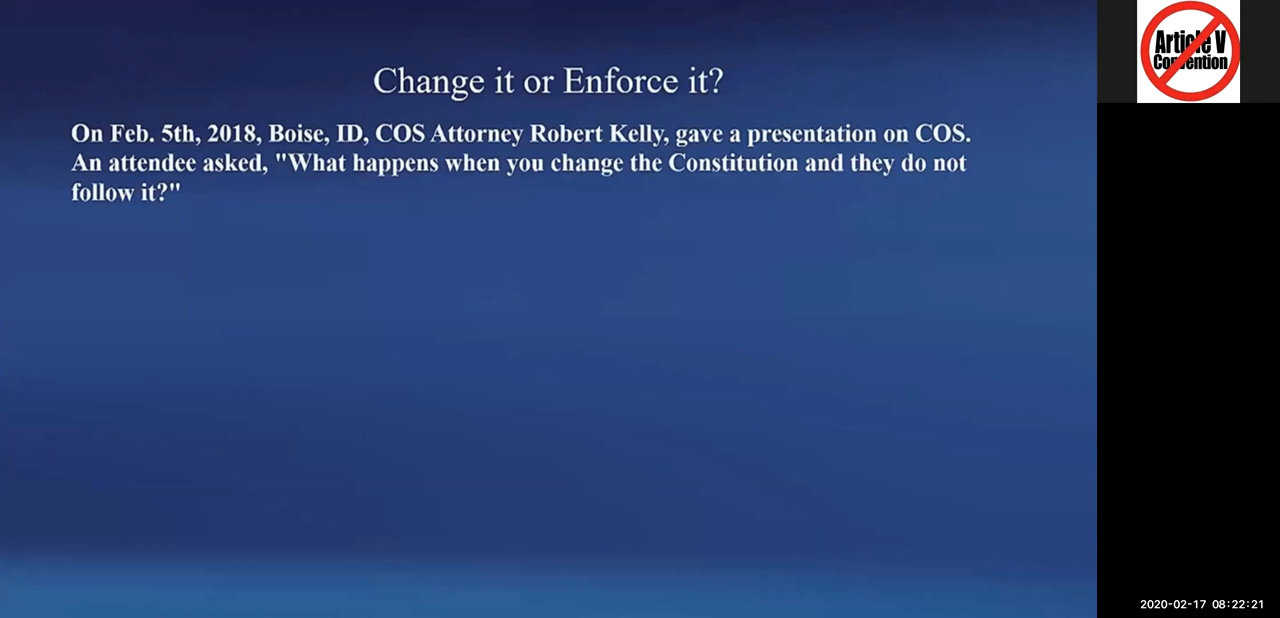 Change it or Enforce it?
On Feb. 5th, 2018, Boise, ID, COS Attorney Robert Kelly, gave a presentation on COS.
An attendee asked, "What happens when you change the Constitution and they do not
follow it?"
Article V
Convention
2020-02-17 08:22:21